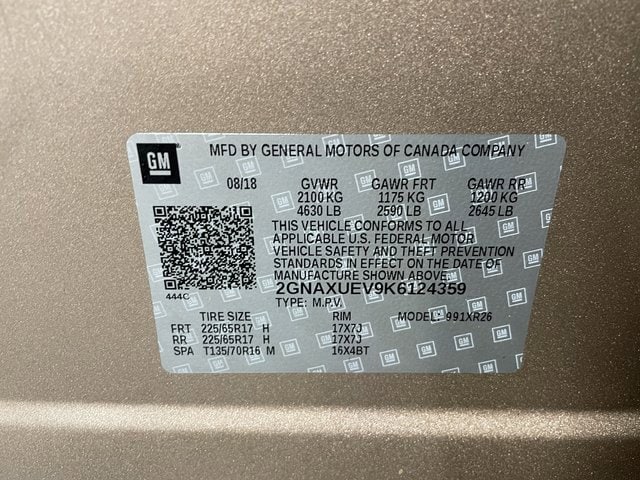 GM
MFD BY GENERAL MOTORS OF CANADA COMPANY
08/18 GVWR GAWR FRT GAWR RR
2100 KG 1175 KG 1200 KG
4630 LB 2590 LB 2645 LB
THIS VEHICLE CONFORMS TO ALL
APPLICABLE U.S. FEDERAL MOTOR
VEHICLE SAFETY AND THEFT PREVENTION
STANDARDS IN EFFECT ON THE DATE OF
MANUFACTURE SHOWN ABOVE.
444C 2GNAXUEV9K6124359
TYPE: M.P.V.
TIRE SIZE RIM MODEL: 991XR26
FRT 225/65R17 H 17X7J
RR 225/65R17 H 17X7J
SPA T135/70R16 M 16X4BT